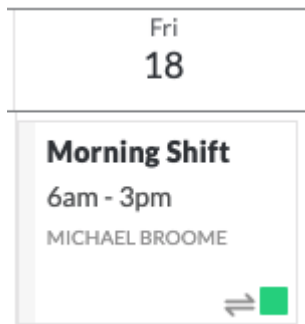 Fri
18
Morning Shift
6am - 3pm
MICHAEL BROOME